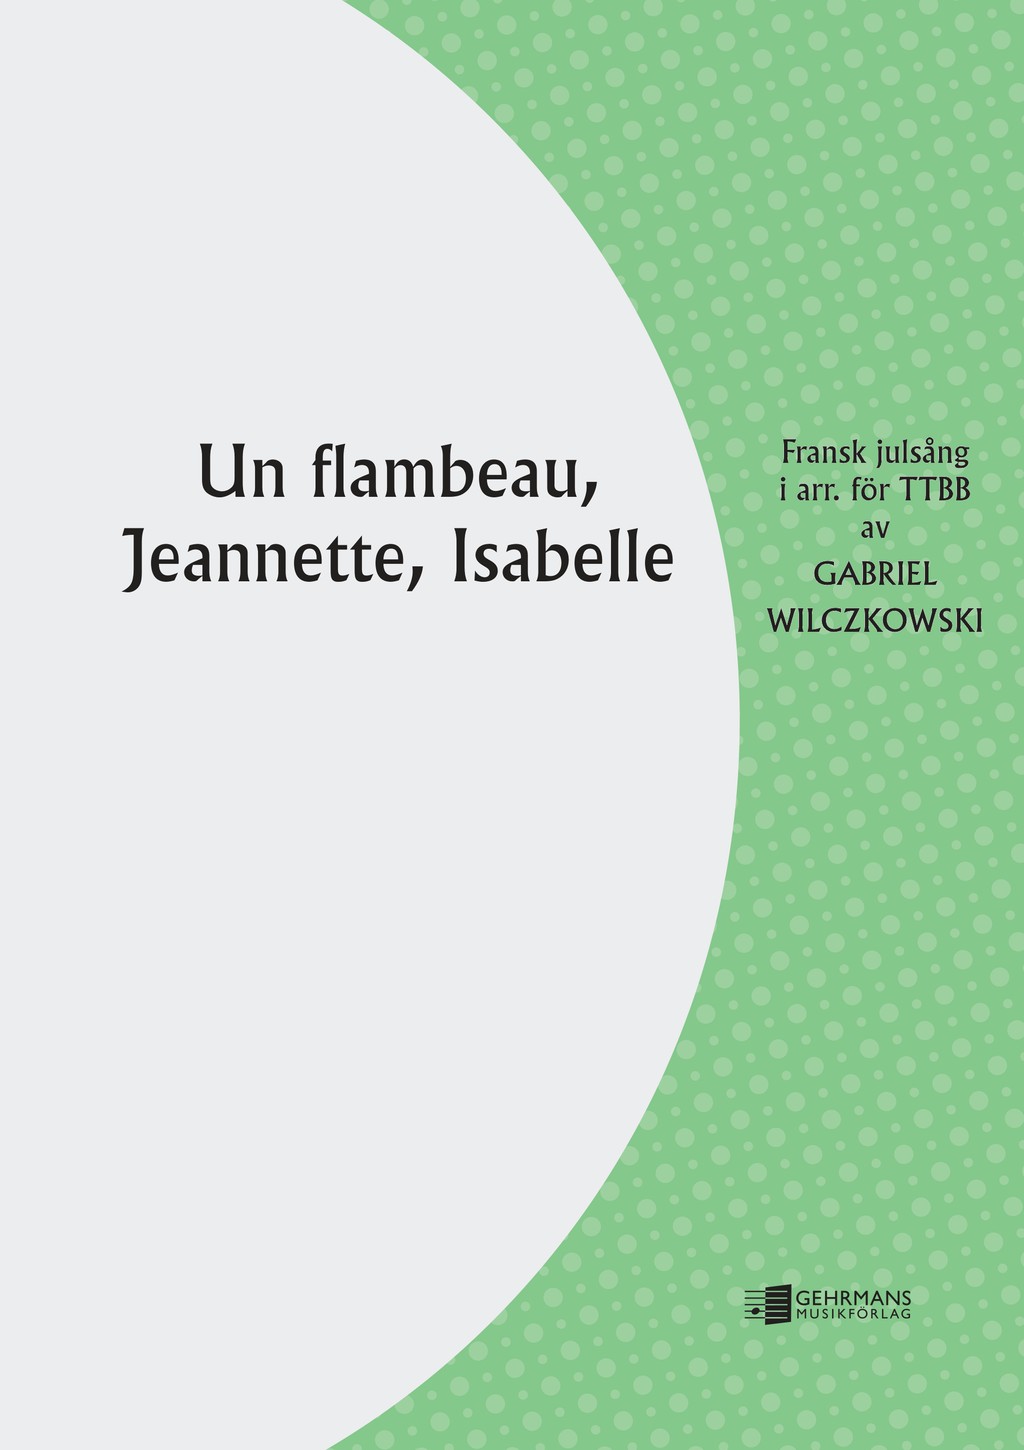 Un flambeau,
Jeannette, Isabelle
Fransk julsång
i arr. för TTBB
av
GABRIEL
WILCZKOWSKI
GEHRMANS
MUSIKFÖRLAG